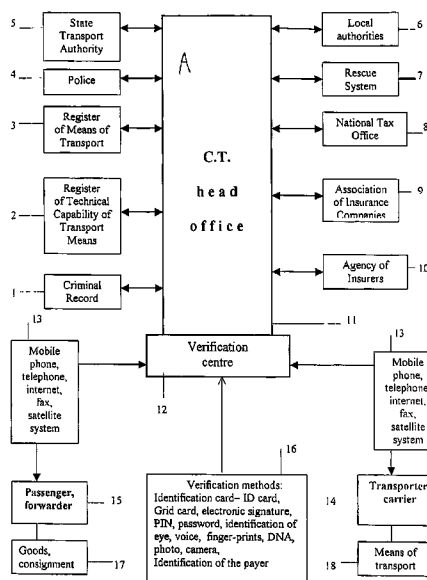 5
State
Transport
Authority
A
Local
authorities
6
4
Police
Rescue
System
7
3
Register
of Means of
Transport
National Tax
Office
8
C.T.
head
office
2
Register
of Technical
Capability of
Transport
Means
Association
of Insurance
Companies
9
1
Criminal
Record
Agency of
Insurers
10
11
13
Mobile
phone,
telephone,
internet,
fax,
satellite
system
Verification
centre
12
13
Mobile
phone,
telephone
internet,
fax,
satellite
system
16
Verification methods:
Identification card– ID card,
Grid card, electronic signature,
PIN, password, identification of
eye, voice, finger-prints, DNA,
photo, camera,
Identification of the payer
Passenger,
forwarder
15
14
Transporter
carrier
Goods,
consignment
17
18
Means of
transport